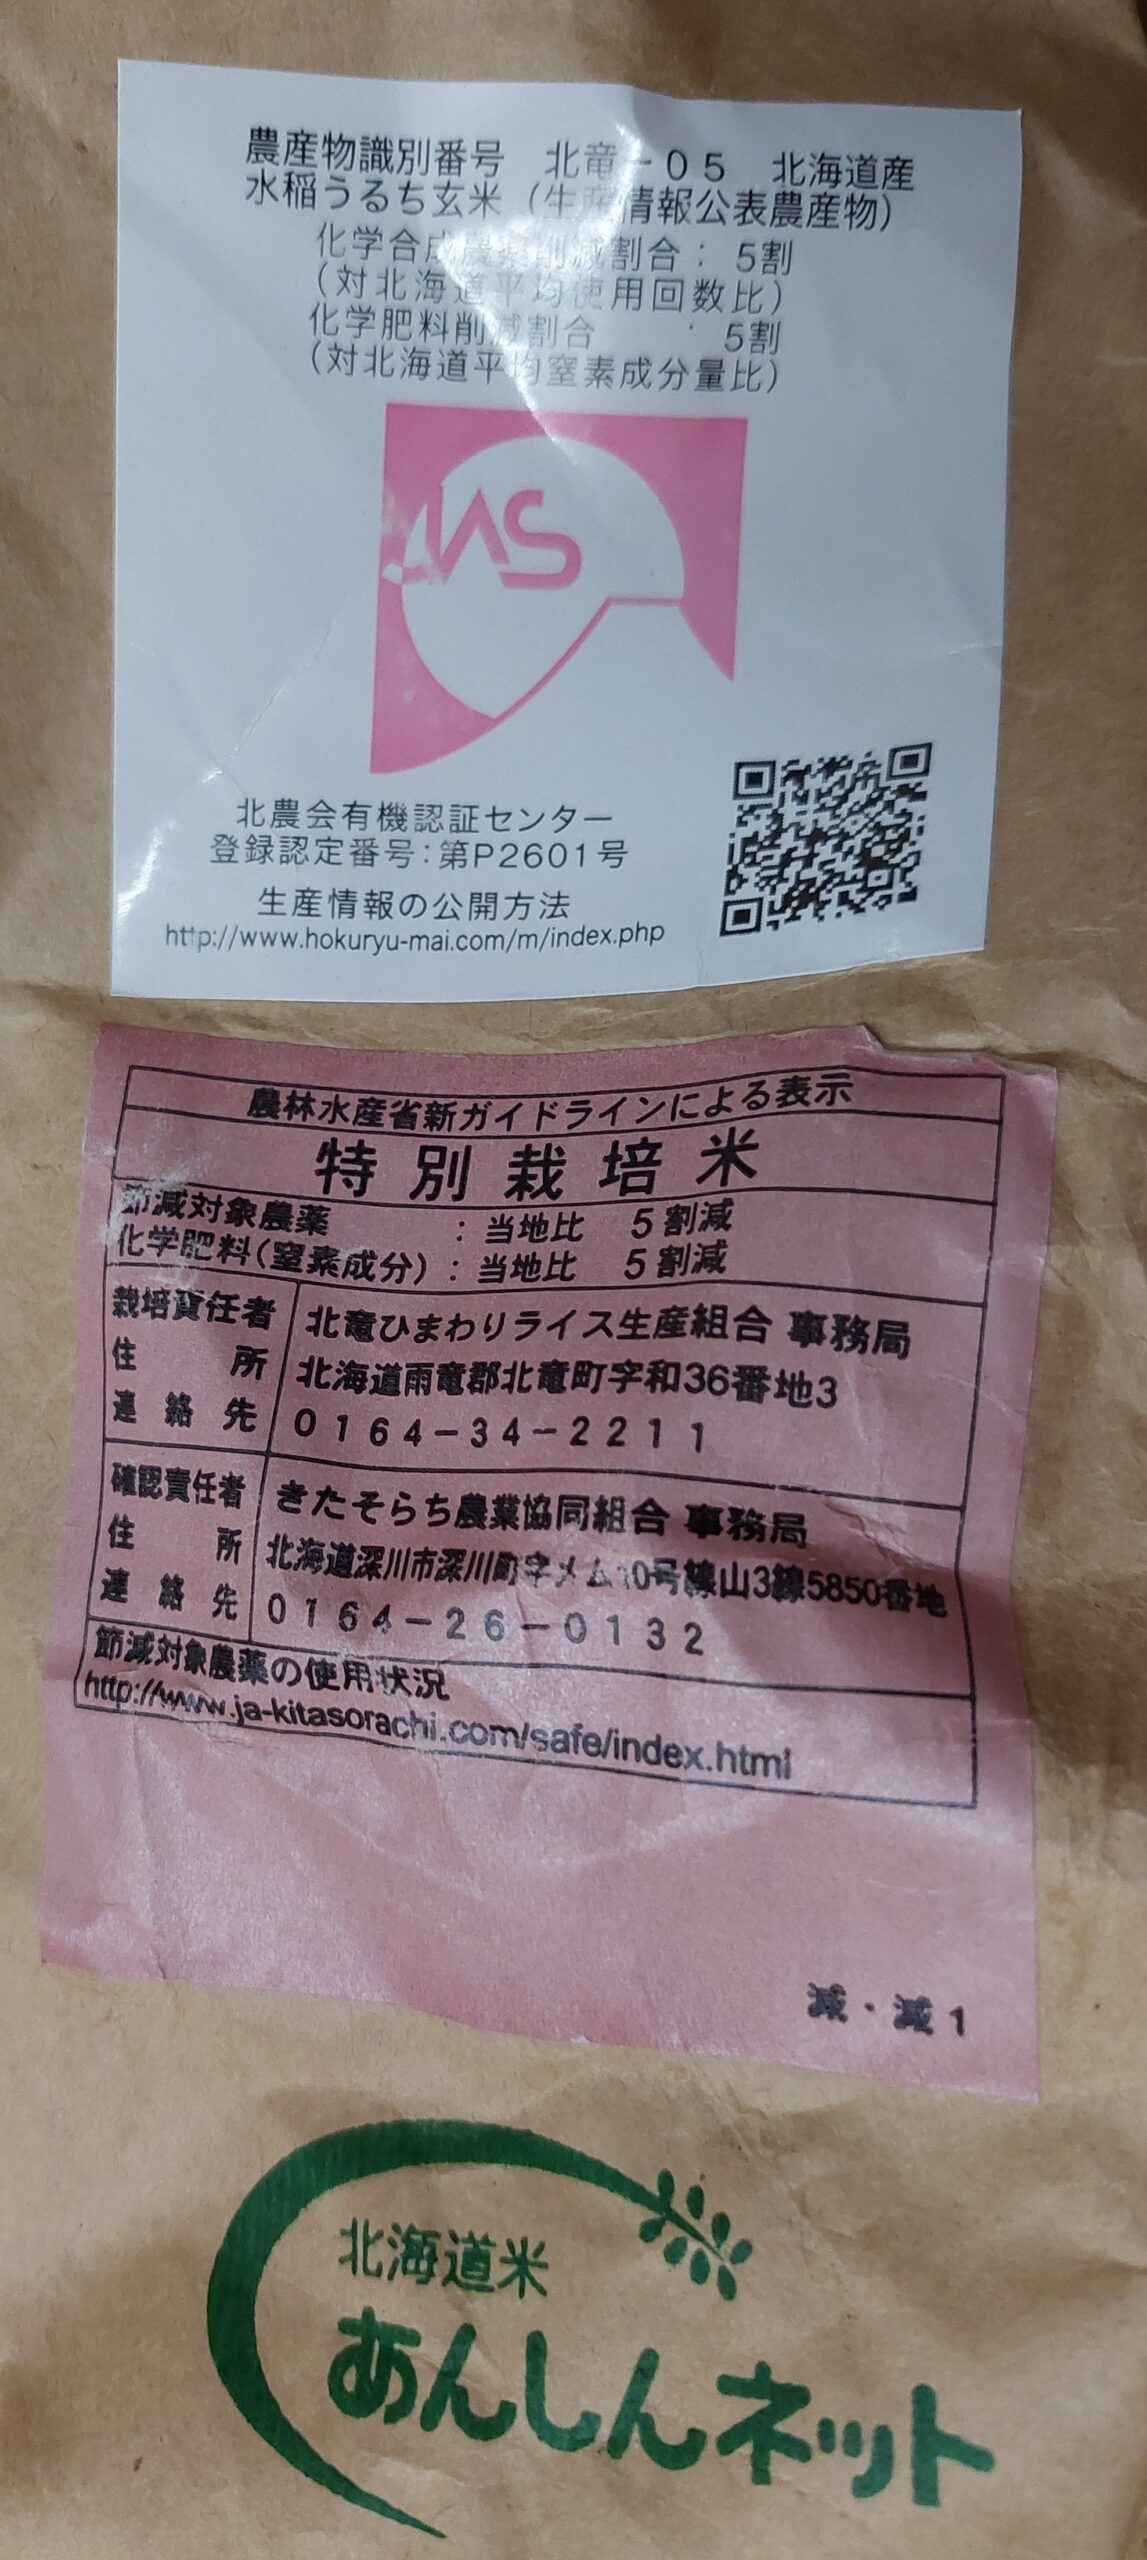 農産物識別番号　北竜－０５　北海道産
水稲うるち玄米（生産情報公表農産物）
化学合成農薬削減割合：５割
（対北海道平均使用回数比）
化学肥料削減割合　：５割
（対北海道平均窒素成分量比）
JAS
北農会有機認証センター
登録認定番号：第P2601号
生産情報の公開方法
http://www.hokuryu-mai.com/m/index.php
農林水産省新ガイドラインによる表示
特別栽培米
節減対象農薬　：当地比　５割減
化学肥料（窒素成分）：当地比　５割減
栽培責任者　北竜ひまわりライス生産組合 事務局
住所　北海道雨竜郡北竜町字和36番地3
連絡先　０１６４－３４－２２１１
確認責任者　きたそらち農業協同組合 事務局
住所　北海道深川市深川町字メム10号線山3線5850番地
連絡先　０１６４－２６－０１３２
節減対象農薬の使用状況
http://www.ja-kitasorachi.com/safe/index.html
減・減１
北海道米
あんしんネット